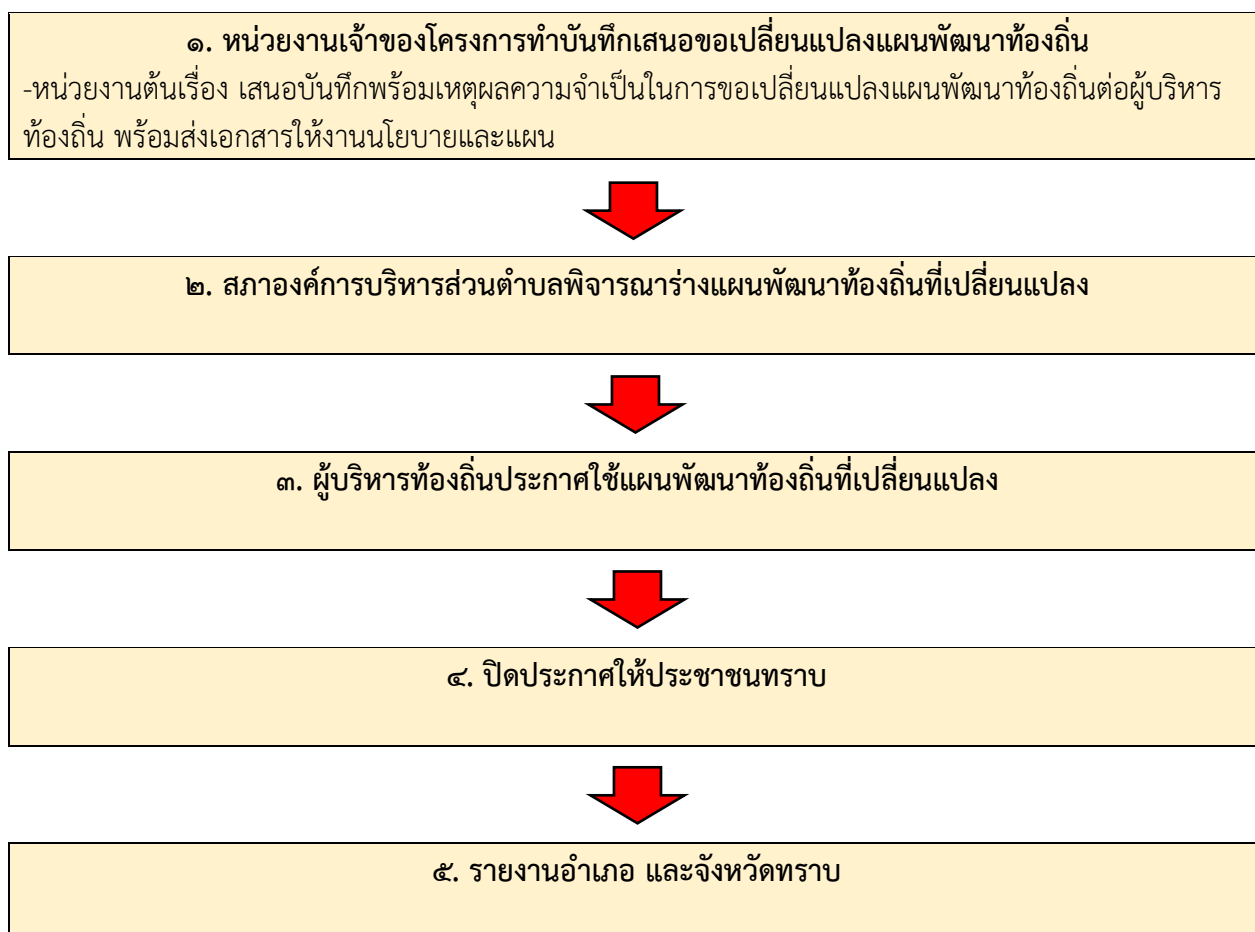 ๑. หน่วยงานเจ้าของโครงการทำบันทึกเสนอขอเปลี่ยนแปลงแผนพัฒนาท้องถิ่น
-หน่วยงานต้นเรื่อง เสนอบันทึกพร้อมเหตุผลความจำเป็นในการขอเปลี่ยนแปลงแผนพัฒนาท้องถิ่นต่อผู้บริหาร
ท้องถิ่น พร้อมส่งเอกสารให้งานนโยบายและแผน
๒. สภาองค์การบริหารส่วนตำบลพิจารณาร่างแผนพัฒนาท้องถิ่นที่เปลี่ยนแปลง
๓. ผู้บริหารท้องถิ่นประกาศใช้แผนพัฒนาท้องถิ่นที่เปลี่ยนแปลง
๔. ปิดประกาศให้ประชาชนทราบ
๕. รายงานอำเภอ และจังหวัดทราบ